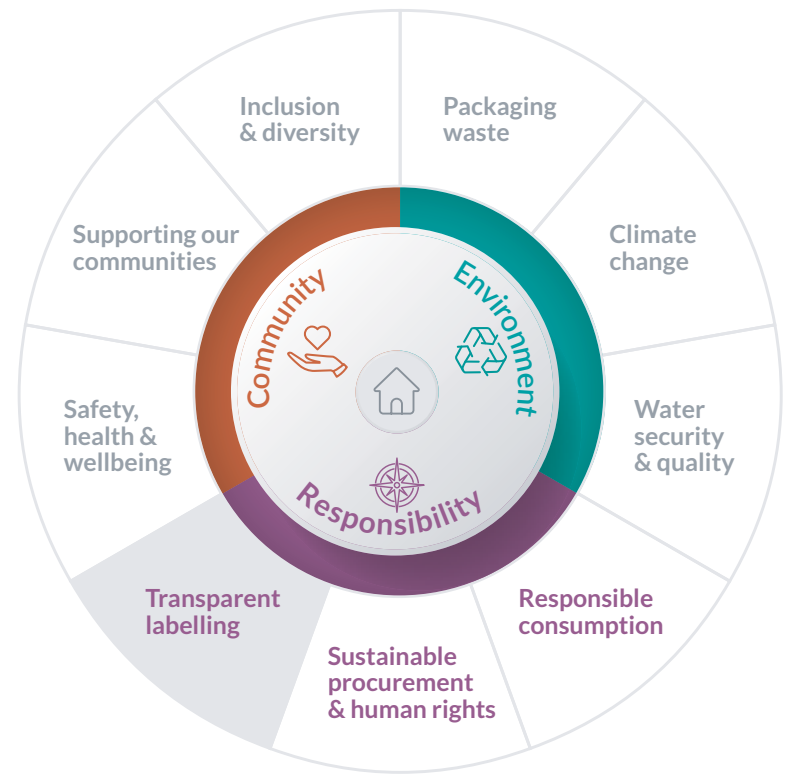 Inclusion
& diversity
Packaging
waste
Supporting our
communities
Climate
change
Community
Environment
Safety,
health &
wellbeing
Water
security
& quality
Responsibility
Transparent
labelling
Responsible
consumption
Sustainable
procurement
& human rights